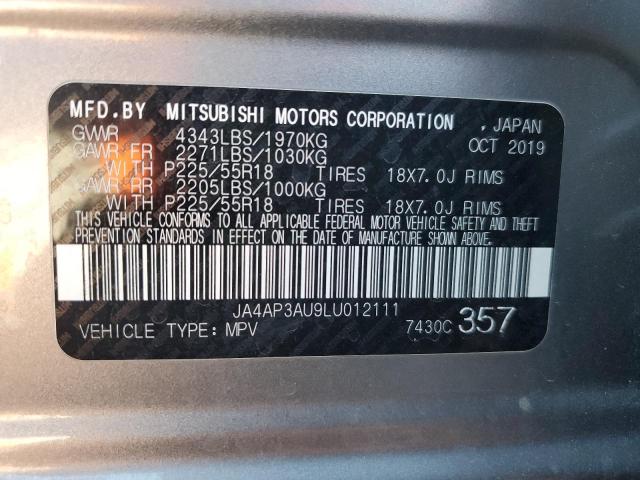 MFD.BY MITSUBISHI MOTORS CORPORATION , JAPAN
GVWR 4343LBS/1970KG OCT 2019
GAWR FR 2271LBS/1030KG
WITH P225/55R18 TIRES 18X7.0J RIMS
GAWR RR 2205LBS/1000KG
WITH P225/55R18 TIRES 18X7.0J RIMS
THIS VEHICLE CONFORMS TO ALL APPLICABLE FEDERAL MOTOR VEHICLE SAFETY AND THEFT
PREVENTION STANDARDS IN EFFECT ON THE DATE OF MANUFACTURE SHOWN ABOVE.
JA4AP3AU9LU012111
VEHICLE TYPE: MPV 7430C 357